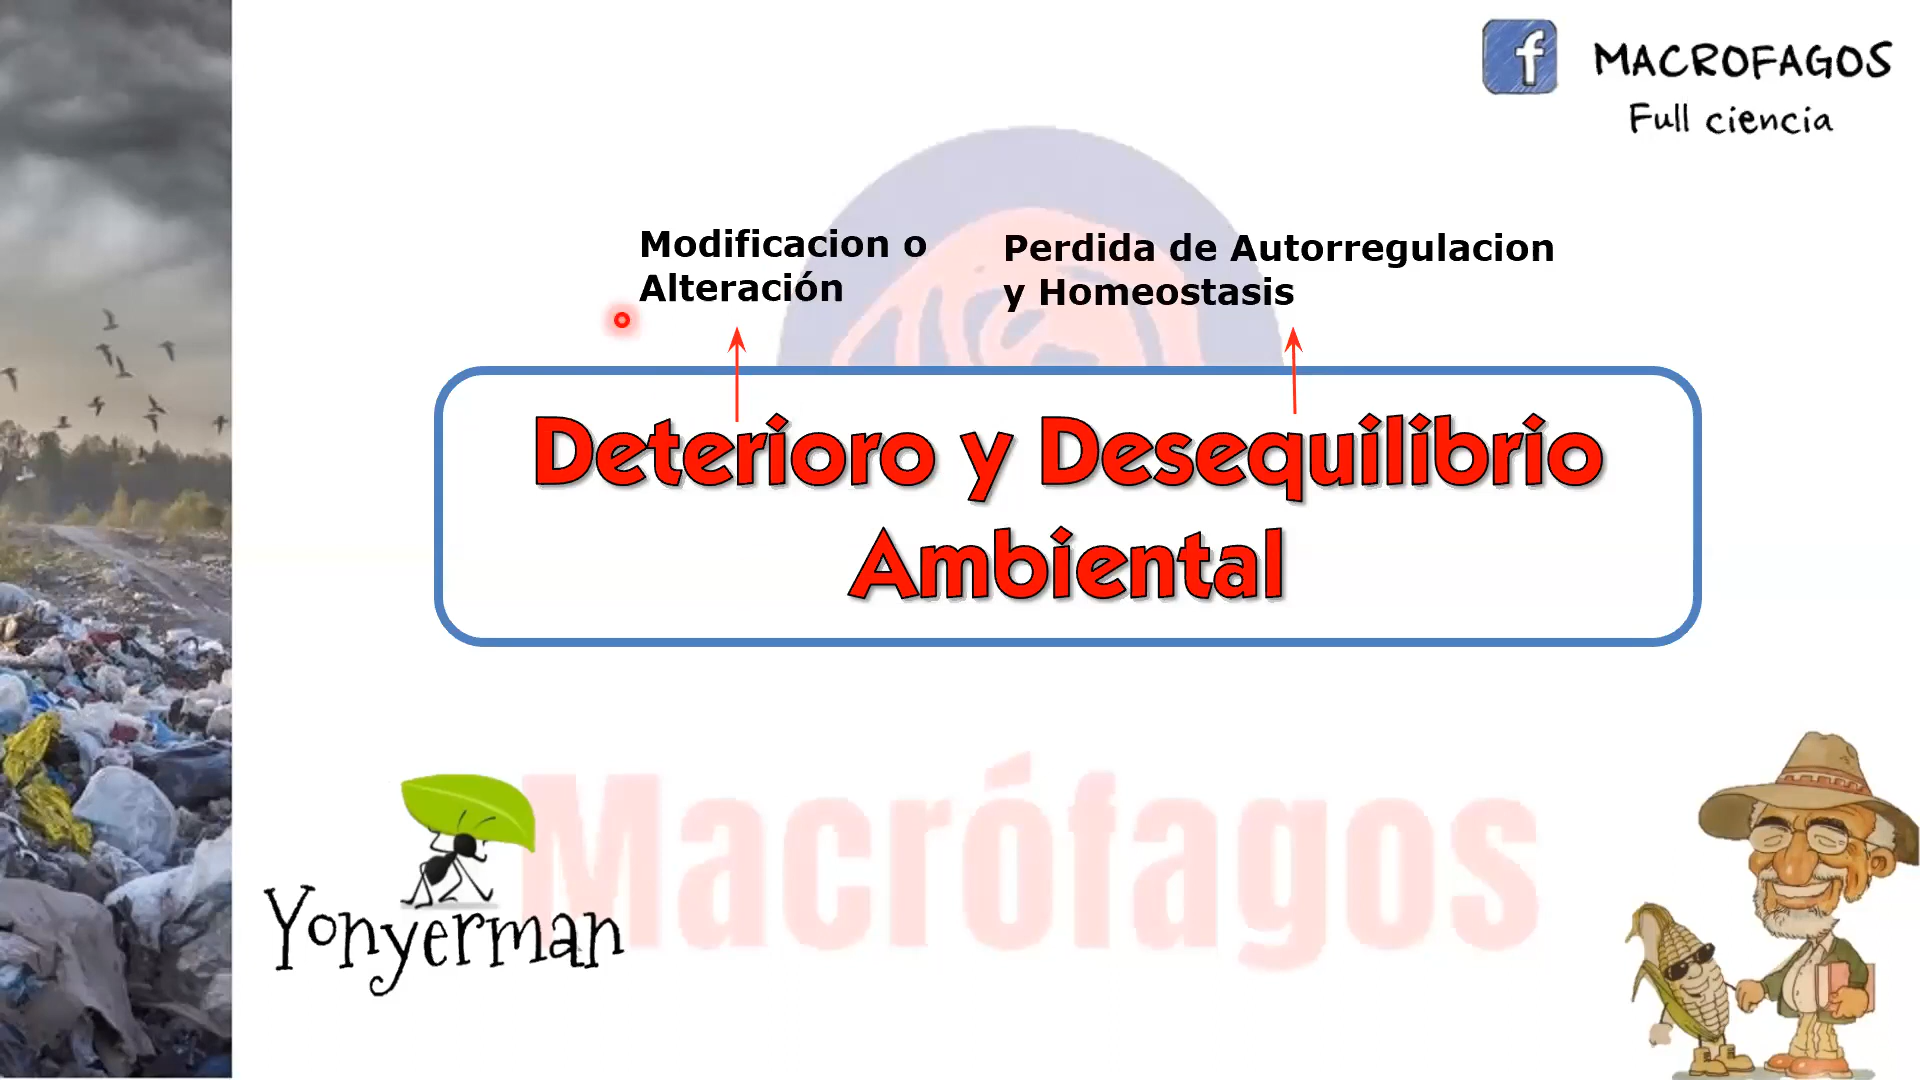 MACROFAGOS
Full ciencia
Modificacion o
Alteración
Perdida de Autorregulacion
y Homeostasis
Deterioro y Desequilibrio
Ambiental
Macrófagos
Yonyerman